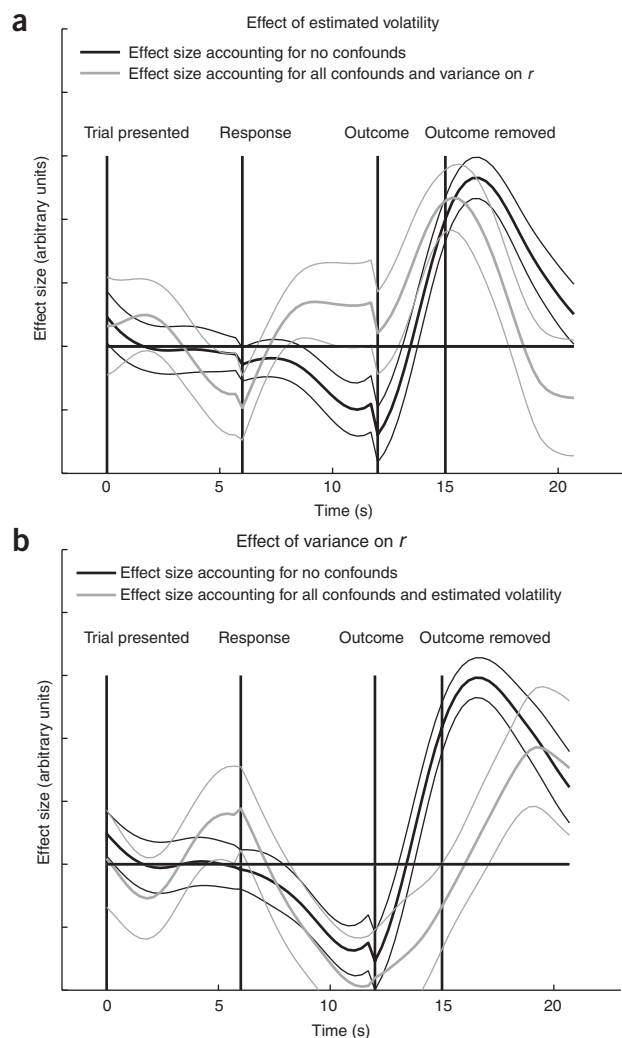 a
Effect of estimated volatility
Effect size accounting for no confounds
Effect size accounting for all confounds and variance on r
Trial presented Response Outcome Outcome removed
Effect size (arbitrary units)
0 5 10 15 20
Time (s)
b
Effect of variance on r
Effect size accounting for no confounds
Effect size accounting for all confounds and estimated volatility
Trial presented Response Outcome Outcome removed
Effect size (arbitrary units)
0 5 10 15 20
Time (s)